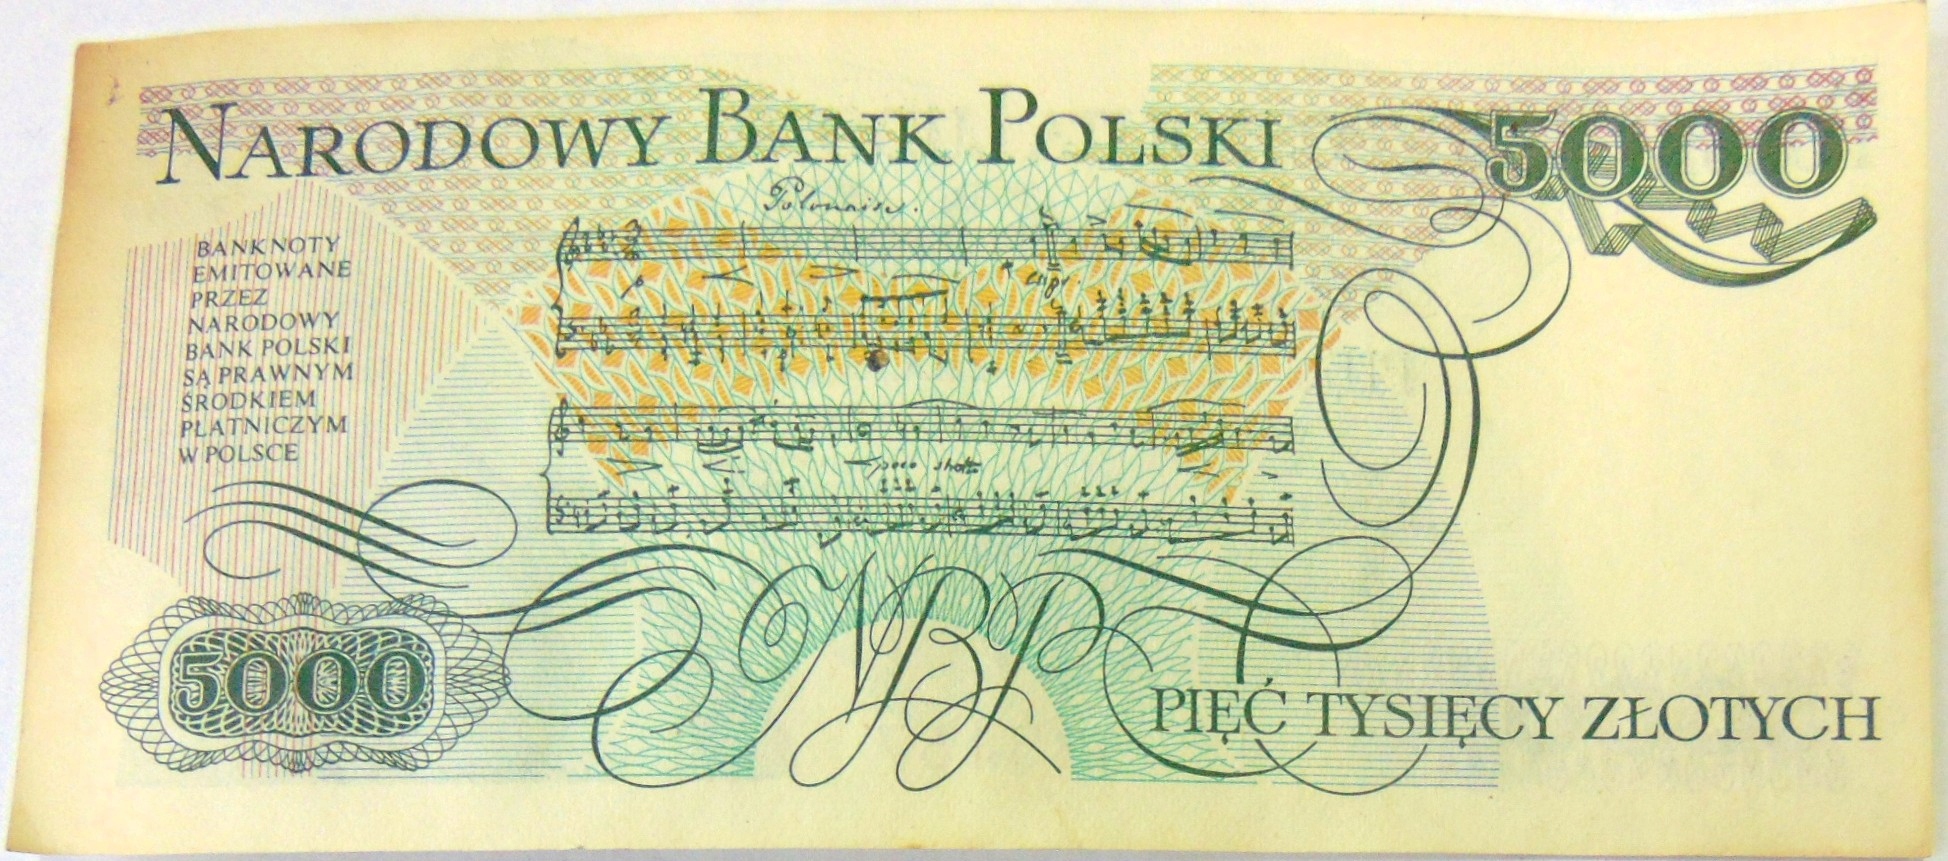 NARODOWY BANK POLSKI
5000
Polonaise.
BANKNOTY
EMITOWANE
PRZEZ
NARODOWY
BANK POLSKI
SĄ PRAWNYM
ŚRODKIEM
PŁATNICZYM
W POLSCE
poco
NBP
5000
PIĘĆ TYSIĘCY ZŁOTYCH